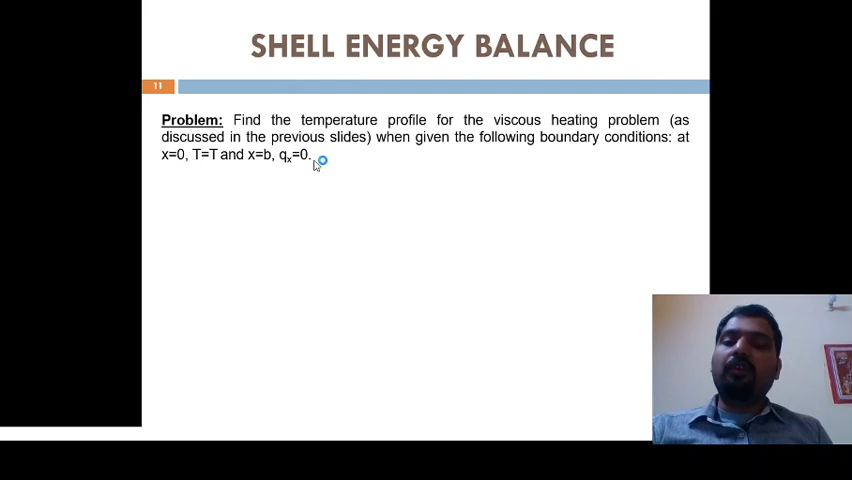 SHELL ENERGY BALANCE
11
Problem: Find the temperature profile for the viscous heating problem (as
discussed in the previous slides) when given the following boundary conditions: at
x=0, T=T and x=b, qx=0.